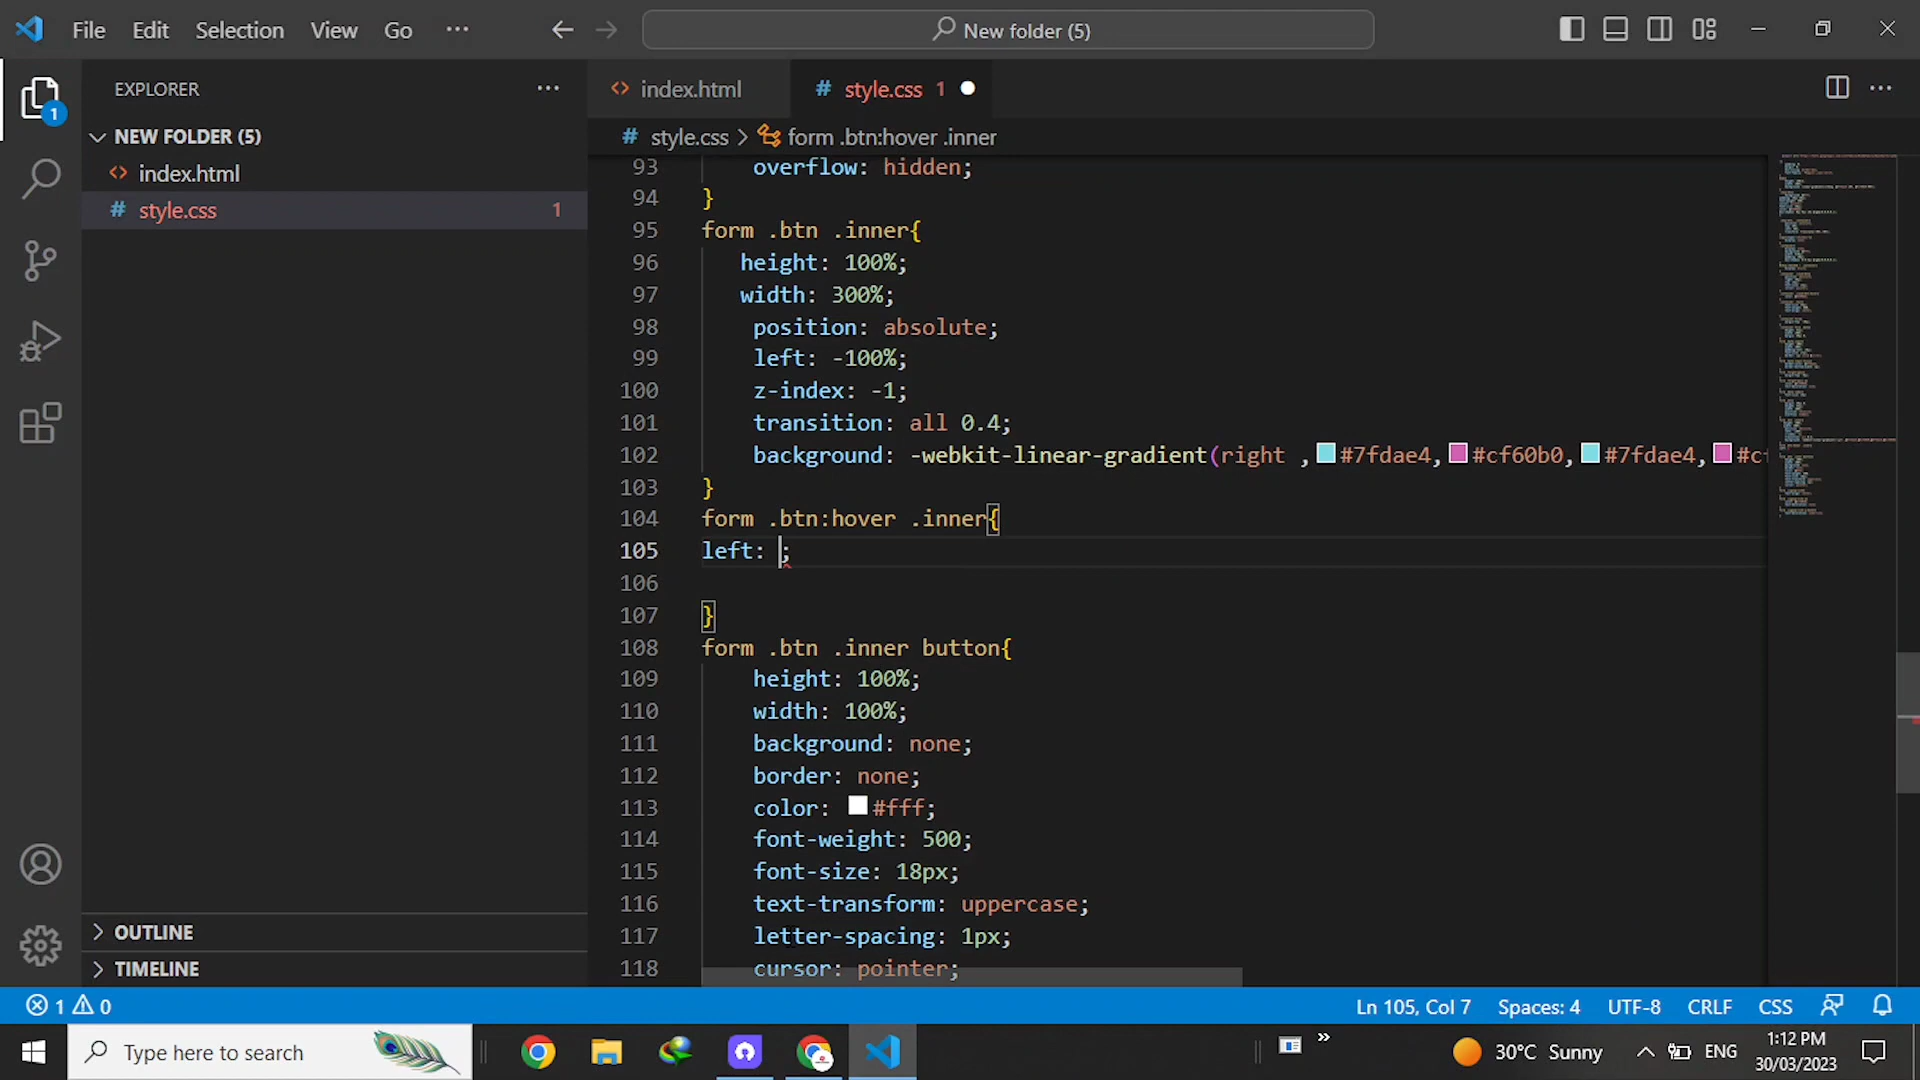 File Edit Selection View Go ··· New folder (5)
EXPLORER ···
index.html
# style.css 1
1
NEW FOLDER (5)
<> index.html
# style.css 1
# style.css > form .btn:hover .inner
93 overflow: hidden;
94 }
95 form .btn .inner{
96 height: 100%;
97 width: 300%;
98 position: absolute;
99 left: -100%;
100 z-index: -1;
101 transition: all 0.4;
102 background: -webkit-linear-gradient(right ,#7fdae4,#cf60b0,#7fdae4,#cf
103 }
104 form .btn:hover .inner{
105 left: ;
106
107 }
108 form .btn .inner button{
109 height: 100%;
110 width: 100%;
111 background: none;
112 border: none;
113 color: #fff;
114 font-weight: 500;
115 font-size: 18px;
116 text-transform: uppercase;
117 letter-spacing: 1px;
118 cursor: pointer;
OUTLINE
TIMELINE
1 0 Ln 105, Col 7 Spaces: 4 UTF-8 CRLF CSS
Type here to search
30°C Sunny ENG
1:12 PM
30/03/2023